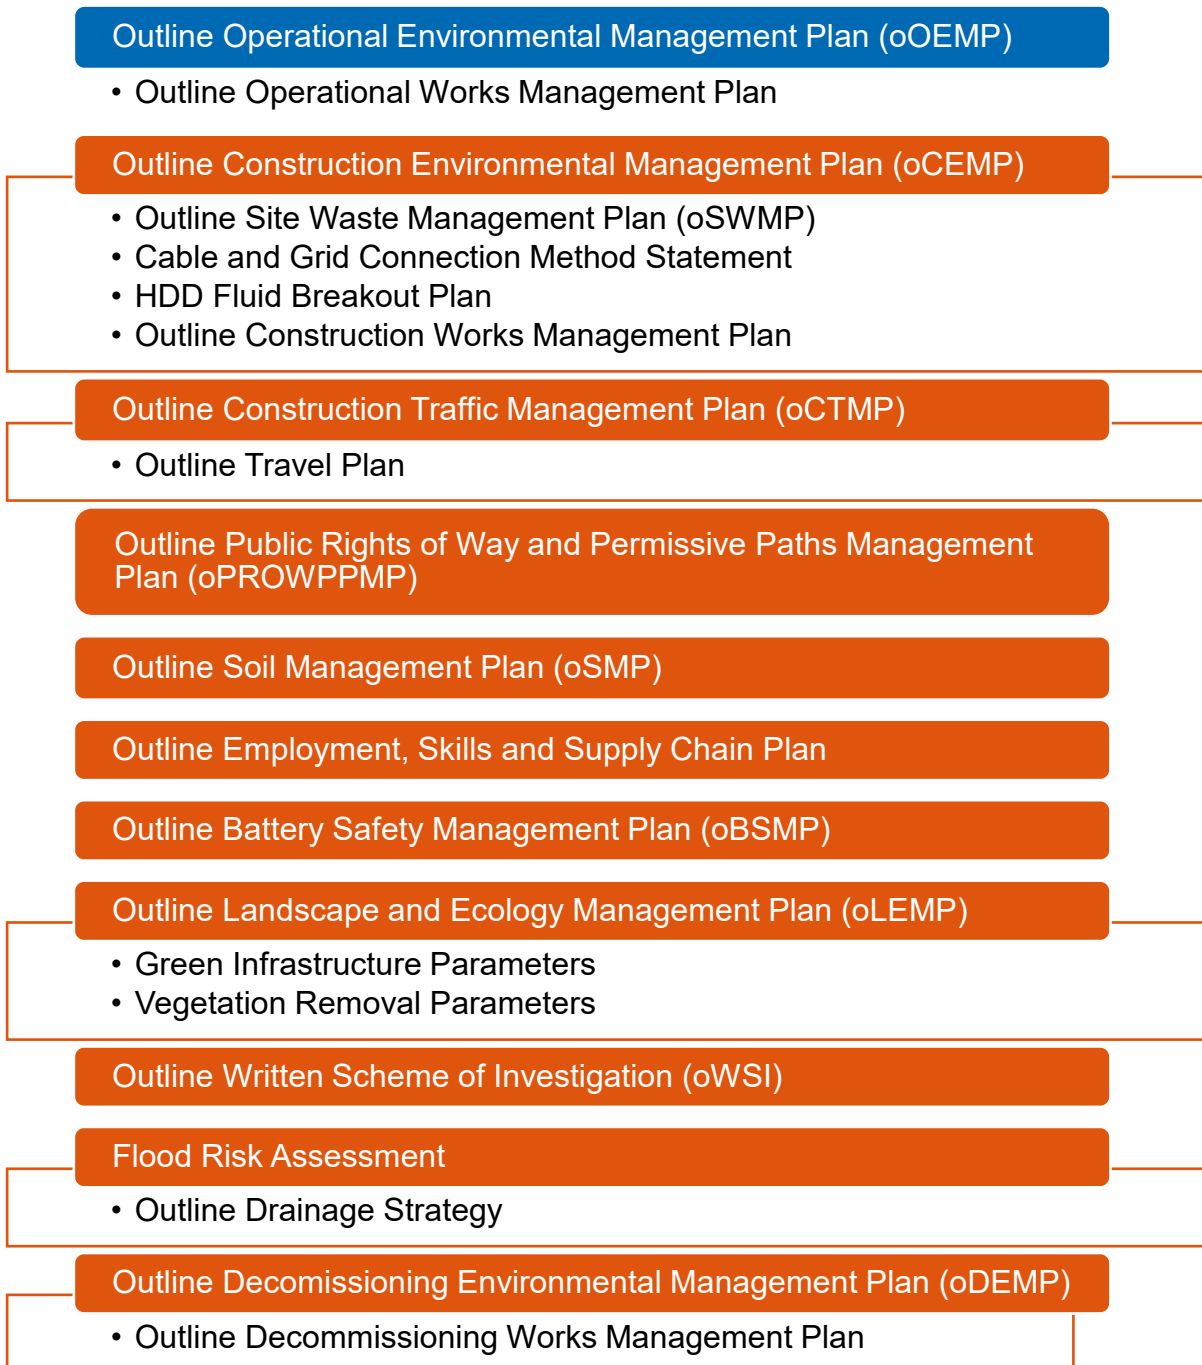 Outline Operational Environmental Management Plan (oOEMP)
• Outline Operational Works Management Plan
Outline Construction Environmental Management Plan (oCEMP)
• Outline Site Waste Management Plan (oSWMP)
• Cable and Grid Connection Method Statement
• HDD Fluid Breakout Plan
• Outline Construction Works Management Plan
Outline Construction Traffic Management Plan (oCTMP)
• Outline Travel Plan
Outline Public Rights of Way and Permissive Paths Management
Plan (oPROWPPMP)
Outline Soil Management Plan (oSMP)
Outline Employment, Skills and Supply Chain Plan
Outline Battery Safety Management Plan (oBSMP)
Outline Landscape and Ecology Management Plan (oLEMP)
• Green Infrastructure Parameters
• Vegetation Removal Parameters
Outline Written Scheme of Investigation (oWSI)
Flood Risk Assessment
• Outline Drainage Strategy
Outline Decomissioning Environmental Management Plan (oDEMP)
• Outline Decommissioning Works Management Plan